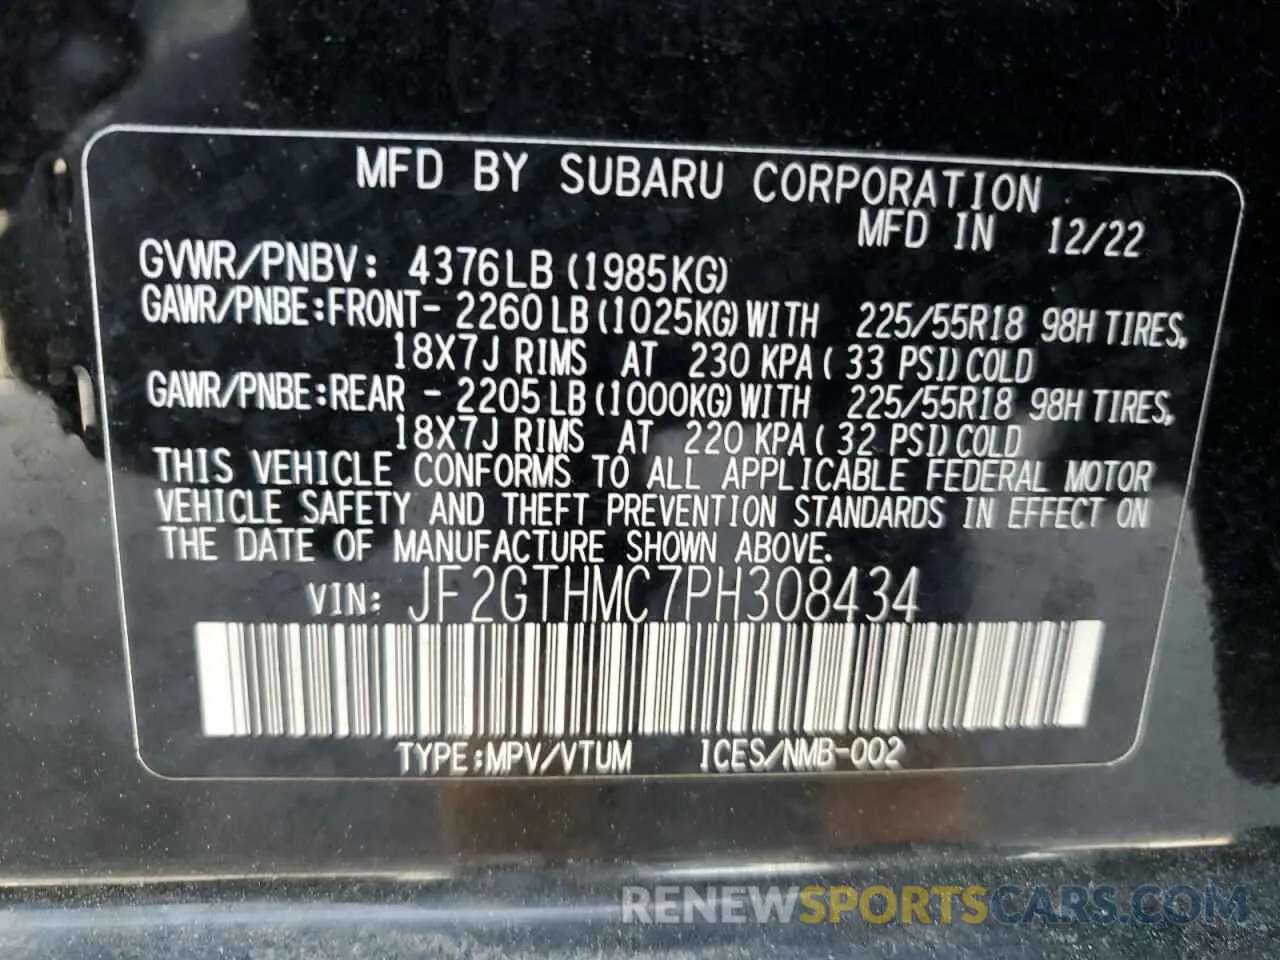 MFD BY SUBARU CORPORATION
MFD IN 12/22
GVWR/PNBV: 4376LB (1985KG)
GAWR/PNBE:FRONT- 2260 LB (1025KG) WITH 225/55R18 98H TIRES,
18X7J RIMS AT 230 KPA ( 33 PSI) COLD
GAWR/PNBE:REAR - 2205 LB (1000KG) WITH 225/55R18 98H TIRES,
18X7J RIMS AT 220 KPA ( 32 PSI) COLD
THIS VEHICLE CONFORMS TO ALL APPLICABLE FEDERAL MOTOR
VEHICLE SAFETY AND THEFT PREVENTION STANDARDS IN EFFECT ON
THE DATE OF MANUFACTURE SHOWN ABOVE.
VIN: JF2GTHMC7PH308434
TYPE:MPV/VTUM ICES/NMB-002
RENEWSPORTSCARS.COM